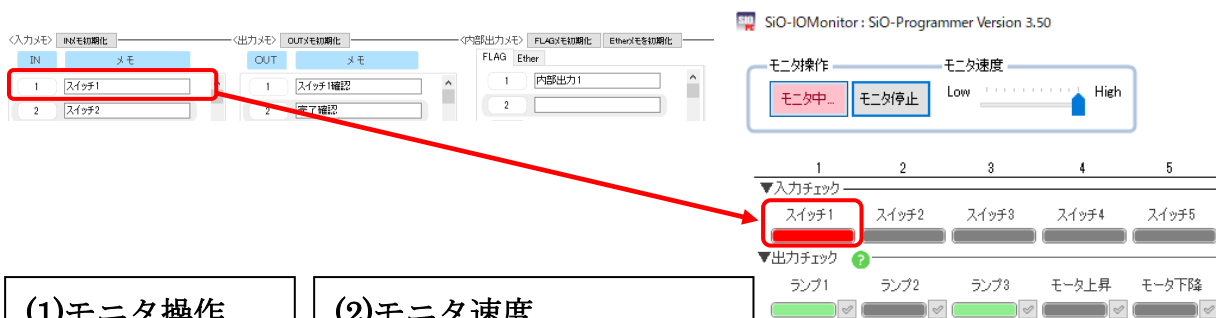 SiO-IOMonitor : SiO-Programmer Version 3.50
<入力メモ> INメモ初期化
<出力メモ> OUTメモ初期化
<内部出力メモ> FLAGメモ初期化 Etherメモを初期化
IN メモ
OUT メモ
FLAG Ether
1 スイッチ1
1 スイッチ1確認
1 内部出力1
2 スイッチ2
2 完了確認
2
モニタ操作 モニタ速度
モニタ中... モニタ停止 Low High
1 2 3 4 5
▼入力チェック
スイッチ1 スイッチ2 スイッチ3 スイッチ4 スイッチ5
▼出力チェック ?
ランプ1 ランプ2 ランプ3 モータ上昇 モータ下降
(1)モニタ操作
(2)モニタ速度